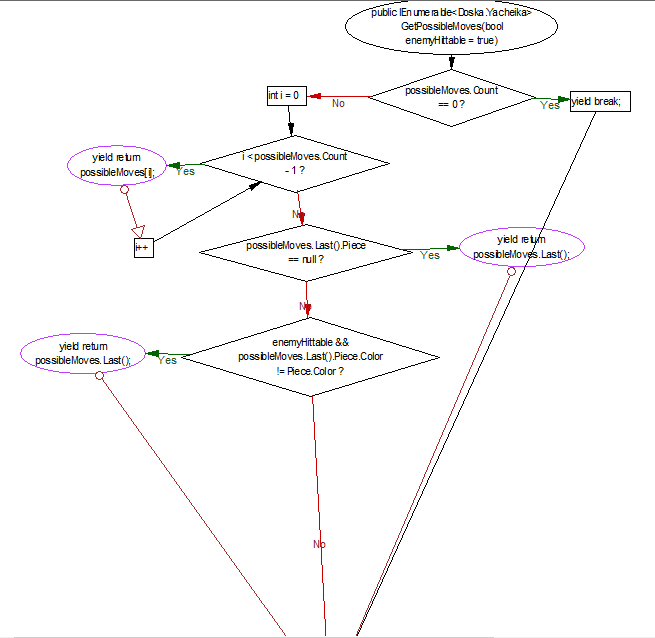 public IEnumerable<Doska.Yacheika>
GetPossibleMoves(bool
enemyHittable = true)
possibleMoves.Count
== 0 ?
No
Yes
int i = 0
yield break;
i < possibleMoves.Count
- 1 ?
Yes
yield return
possibleMoves[i];
No
i++
possibleMoves.Last().Piece
== null ?
Yes
yield return
possibleMoves.Last();
No
enemyHittable &&
possibleMoves.Last().Piece.Color
!= Piece.Color ?
Yes
yield return
possibleMoves.Last();
No